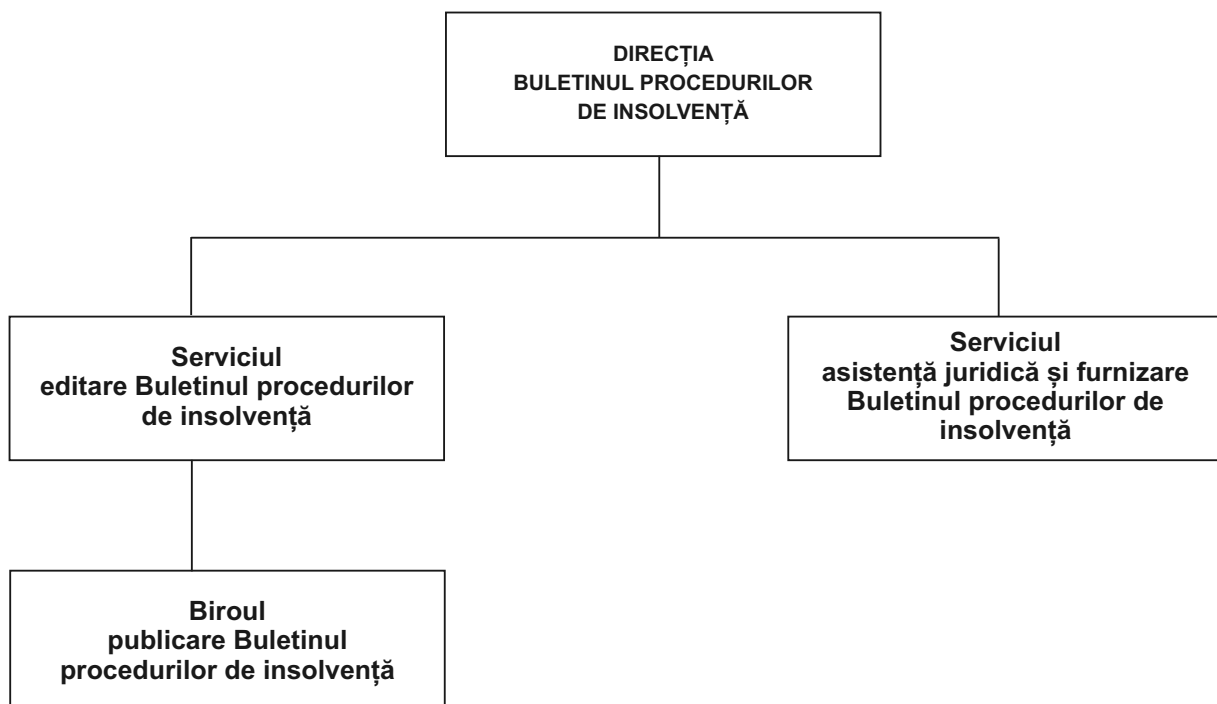 DIRECȚIA
BULETINUL PROCEDURILOR
DE INSOLVENȚĂ
Serviciul
editare Buletinul procedurilor
de insolvență
Serviciul
asistență juridică și furnizare
Buletinul procedurilor de
insolvență
Biroul
publicare Buletinul
procedurilor de insolvență